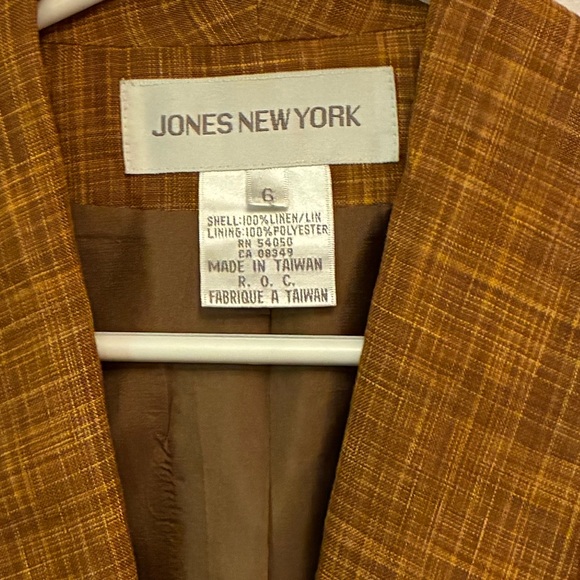 JONES NEW YORK
6
SHELL:100%LINEN/LIN
LINING:100%POLYESTER
RN 54050
CA 08349
MADE IN TAIWAN
R. O. C.
FABRIQUE A TAIWAN